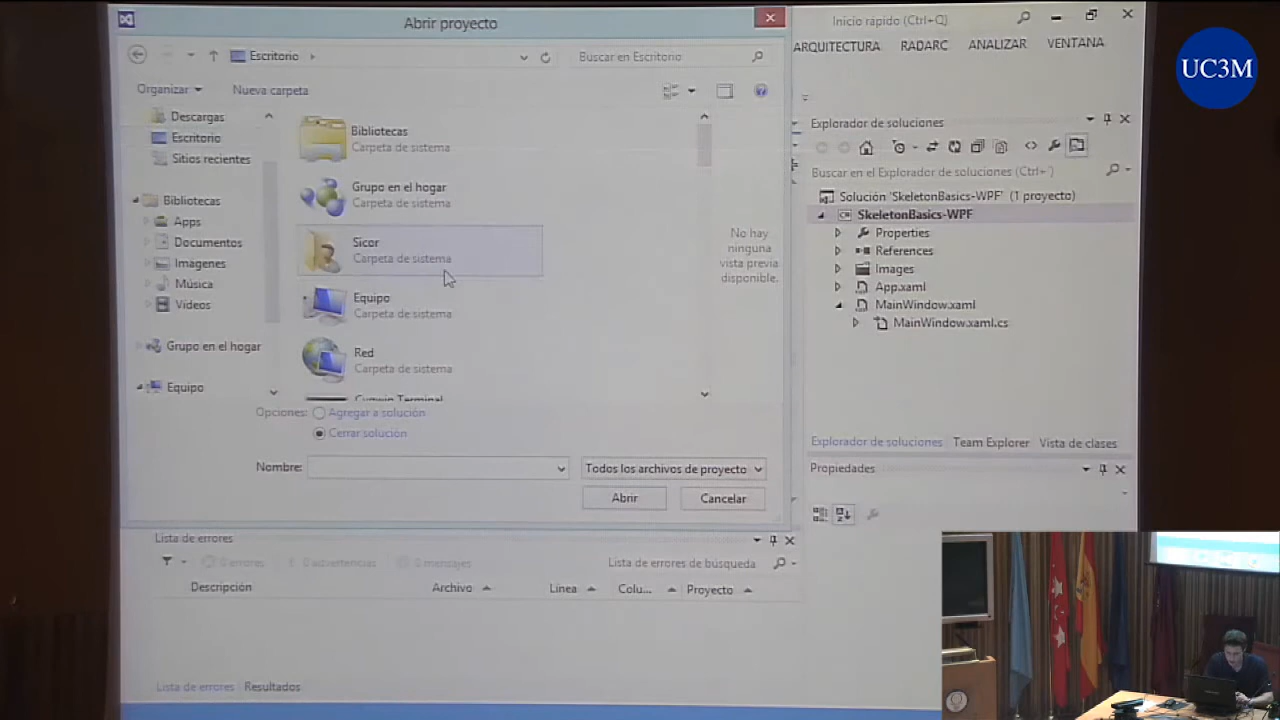 Abrir proyecto
Inicio rápido (Ctrl+Q)
UC3M
ARQUITECTURA RADARC ANALIZAR VENTANA
Escritorio
Buscar en Escritorio
Organizar
Nueva carpeta
Descargas
Escritorio
Sitios recientes
Bibliotecas
Apps
Documentos
Imágenes
Música
Vídeos
Grupo en el hogar
Equipo
Bibliotecas
Carpeta de sistema
Grupo en el hogar
Carpeta de sistema
Sicor
Carpeta de sistema
Equipo
Carpeta de sistema
Red
Carpeta de sistema
Cygwin Terminal
No hay
ninguna
vista previa
disponible.
Opciones: Agregar a solución
Cerrar solución
Nombre:
Todos los archivos de proyecto
Abrir
Cancelar
Explorador de soluciones
Buscar en el Explorador de soluciones (Ctrl+ )
Solución 'SkeletonBasics-WPF' (1 proyecto)
SkeletonBasics-WPF
Properties
References
Images
App.xaml
MainWindow.xaml
MainWindow.xaml.cs
Explorador de soluciones Team Explorer Vista de clases
Propiedades
Lista de errores
0 errores 0 advertencias 0 mensajes
Lista de errores de búsqueda
Descripción Archivo Línea Colu... Proyecto
Lista de errores Resultados